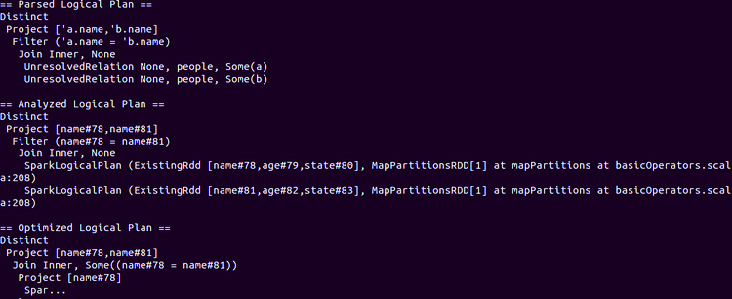 == Parsed Logical Plan ==
Distinct
Project ['a.name,'b.name]
Filter ('a.name = 'b.name)
Join Inner, None
UnresolvedRelation None, people, Some(a)
UnresolvedRelation None, people, Some(b)
== Analyzed Logical Plan ==
Distinct
Project [name#78,name#81]
Filter (name#78 = name#81)
Join Inner, None
SparkLogicalPlan (ExistingRdd [name#78,age#79,state#80], MapPartitionsRDD[1] at mapPartitions at basicOperators.scal
a:208)
SparkLogicalPlan (ExistingRdd [name#81,age#82,state#83], MapPartitionsRDD[1] at mapPartitions at basicOperators.scal
a:208)
== Optimized Logical Plan ==
Distinct
Project [name#78,name#81]
Join Inner, Some((name#78 = name#81))
Project [name#78]
Spar...